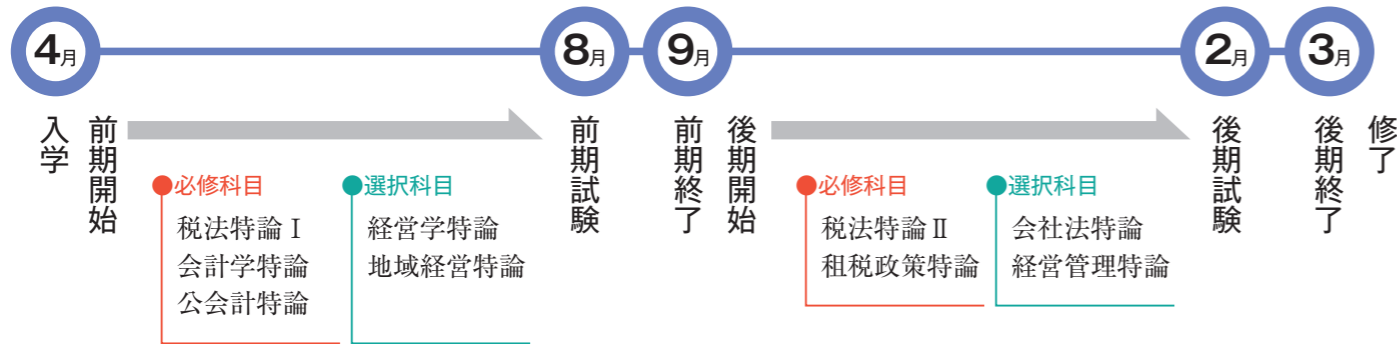 4月
8月
9月
2月
3月
入学
前期開始
前期試験
前期終了
後期開始
後期試験
後期終了
修了
●必修科目
税法特論Ⅰ
会計学特論
公会計特論
●選択科目
経営学特論
地域経営特論
●必修科目
税法特論Ⅱ
租税政策特論
●選択科目
会社法特論
経営管理特論